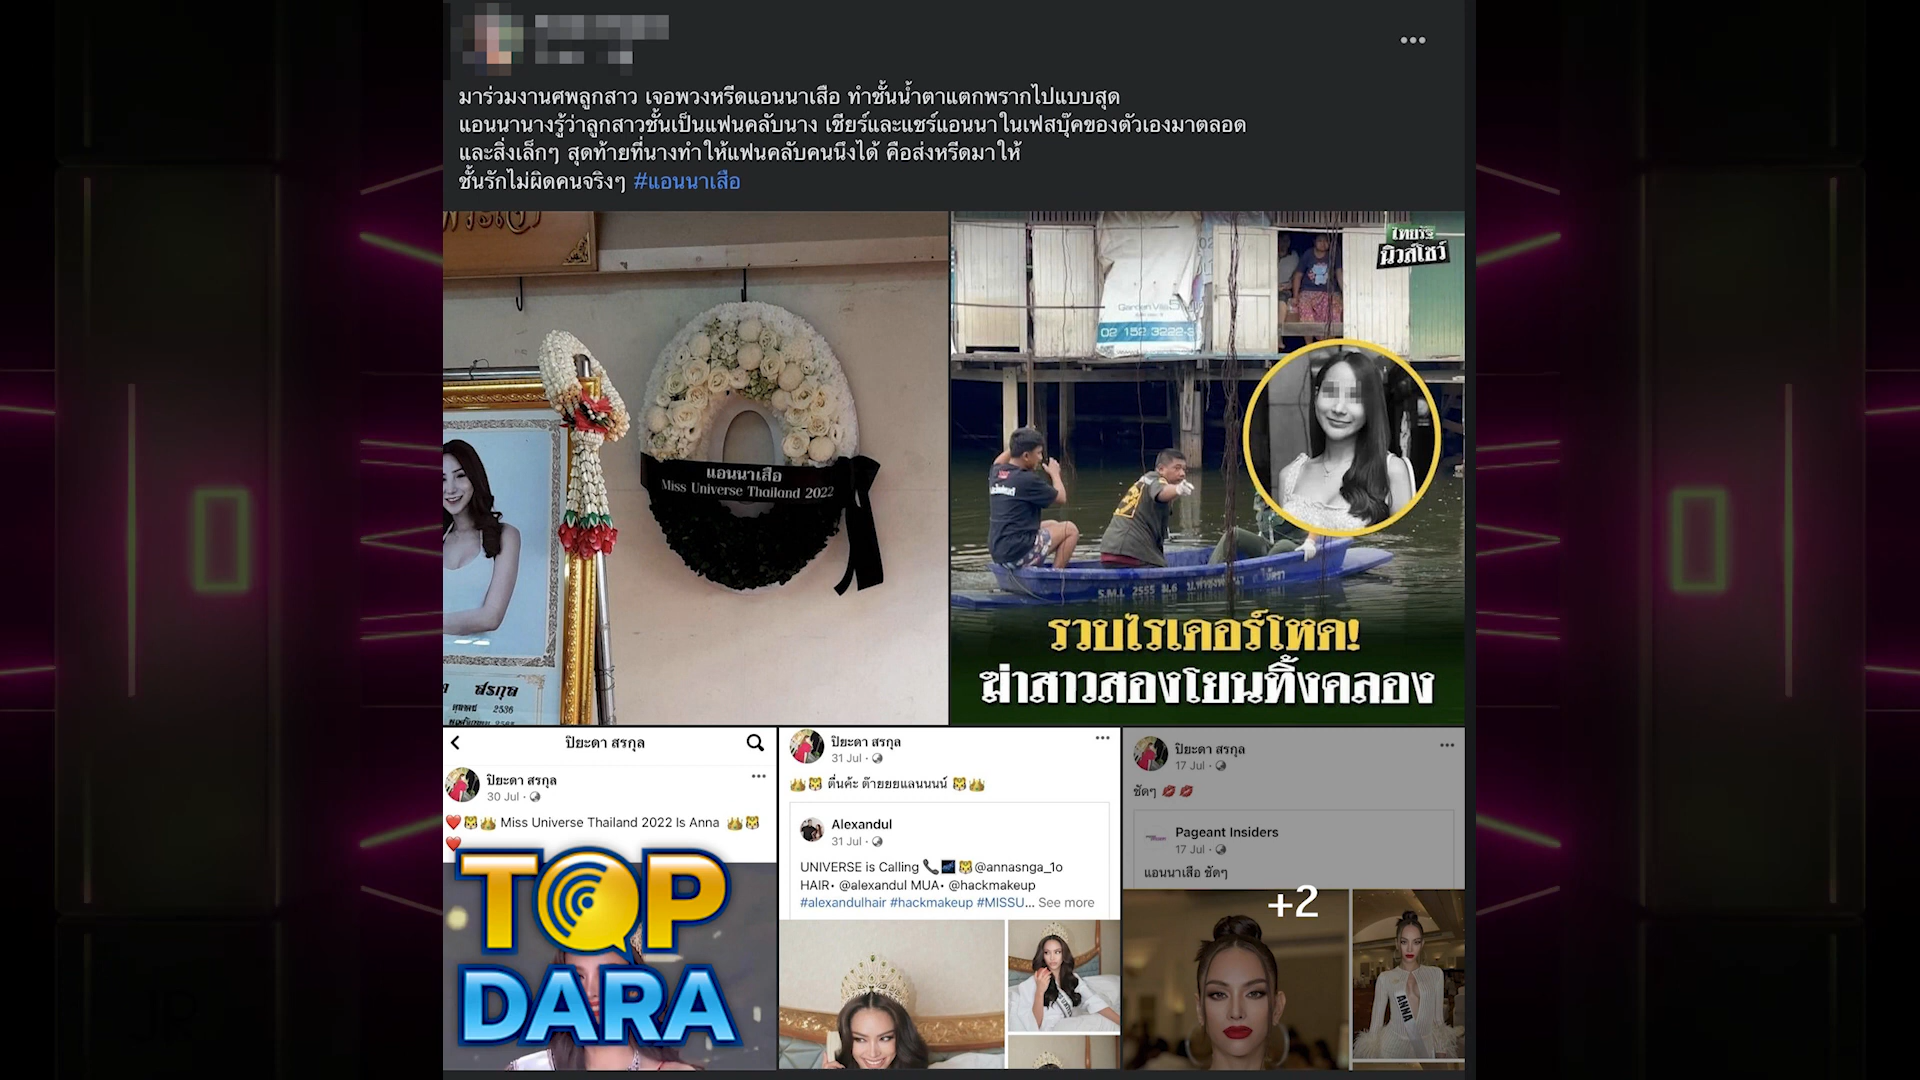 มาร่วมงานศพลูกสาว เจอพวงหรีดแอนนาเสือ ทำชั้นน้ำตาแตกพรากไปแบบสุด
แอนนานางรู้ว่าลูกสาวชั้นเป็นแฟนคลับนาง เชียร์และแชร์แอนนาในเฟสบุ๊คของตัวเองมาตลอด
และสิ่งเล็กๆ สุดท้ายที่นางทำให้แฟนคลับคนนึงได้ คือส่งหรีดมาให้
ชั้นรักไม่ผิดคนจริงๆ #แอนนาเสือ
แอนนาเสือ
Miss Universe Thailand 2022
สรกุล
2536
ไทยรัฐ
นิวส์โชว์
02 152 3222-3
รวบไรเดอร์โหด!
ฆ่าสาวสองโยนทิ้งคลอง
ปิยะดา สรกุล
ปิยะดา สรกุล
30 Jul
❤️🐯👑 Miss Universe Thailand 2022 Is Anna 👑🐯
❤️
TOP
DARA
ปิยะดา สรกุล
31 Jul
👑🐯 ตื่นค้ะ ต๊ายยยแลนนนน์ 🐯👑
Alexandul
31 Jul
UNIVERSE is Calling 📞🌌🐯@annasnga_1o
HAIR• @alexandul MUA• @hackmakeup
#alexandulhair #hackmakeup #MISSU... See more
ปิยะดา สรกุล
17 Jul
ชัดๆ 💋💋
Pageant Insiders
17 Jul
แอนนาเสือ ชัดๆ
+2
ANNA